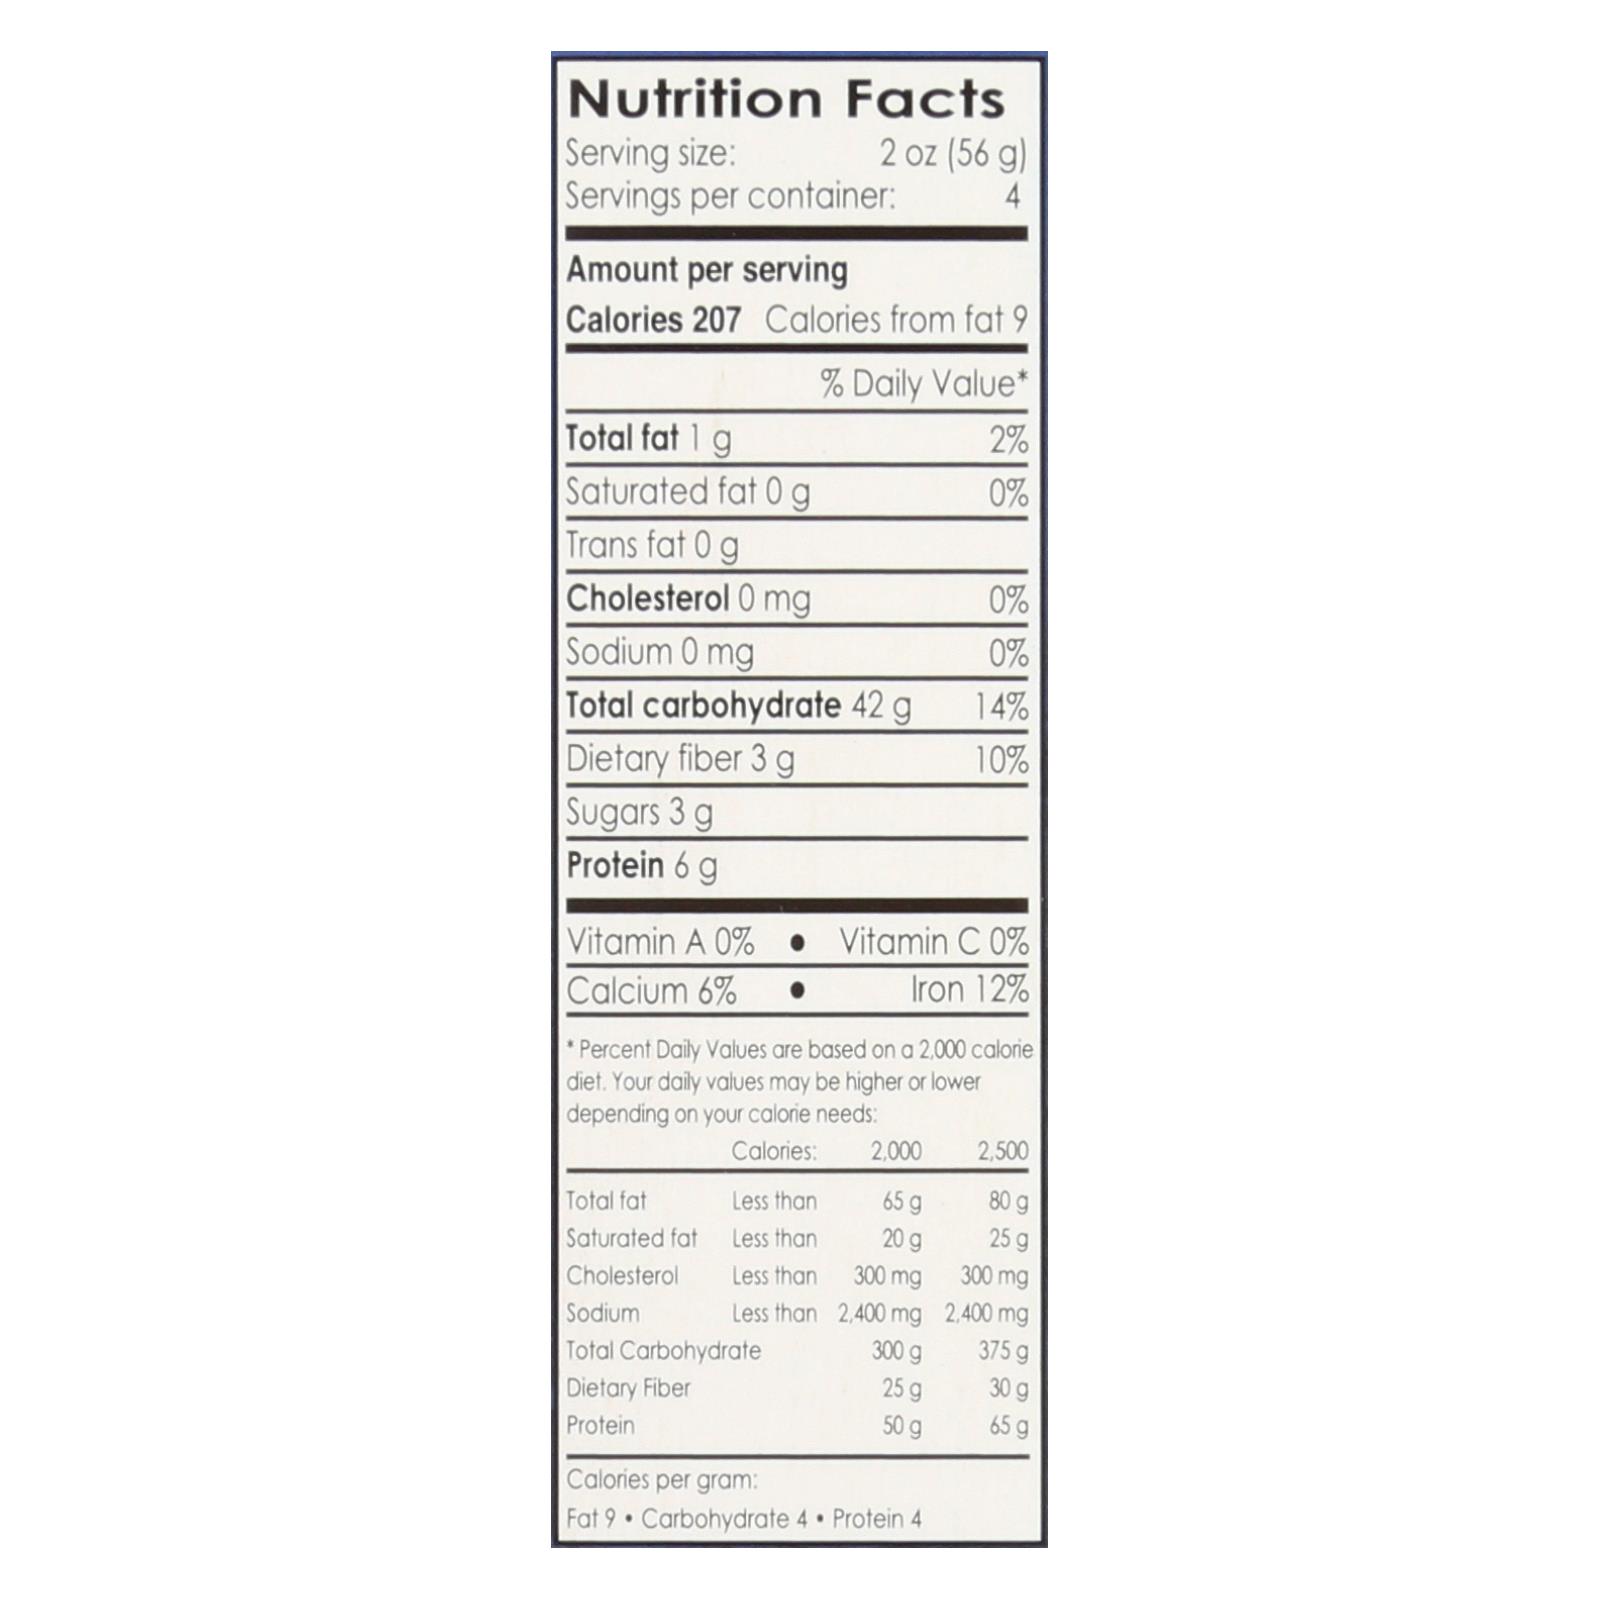 Nutrition Facts
Serving size: 2 oz (56 g)
Servings per container: 4
Amount per serving
Calories 207 Calories from fat 9
% Daily Value*
Total fat 1 g 2%
Saturated fat 0 g 0%
Trans fat 0 g
Cholesterol 0 mg 0%
Sodium 0 mg 0%
Total carbohydrate 42 g 14%
Dietary fiber 3 g 10%
Sugars 3 g
Protein 6 g
Vitamin A 0% • Vitamin C 0%
Calcium 6% • Iron 12%
* Percent Daily Values are based on a 2,000 calorie
diet. Your daily values may be higher or lower
depending on your calorie needs:
Calories: 2,000 2,500
Total fat Less than 65 g 80 g
Saturated fat Less than 20 g 25 g
Cholesterol Less than 300 mg 300 mg
Sodium Less than 2,400 mg 2,400 mg
Total Carbohydrate 300 g 375 g
Dietary Fiber 25 g 30 g
Protein 50 g 65 g
Calories per gram:
Fat 9 • Carbohydrate 4 • Protein 4